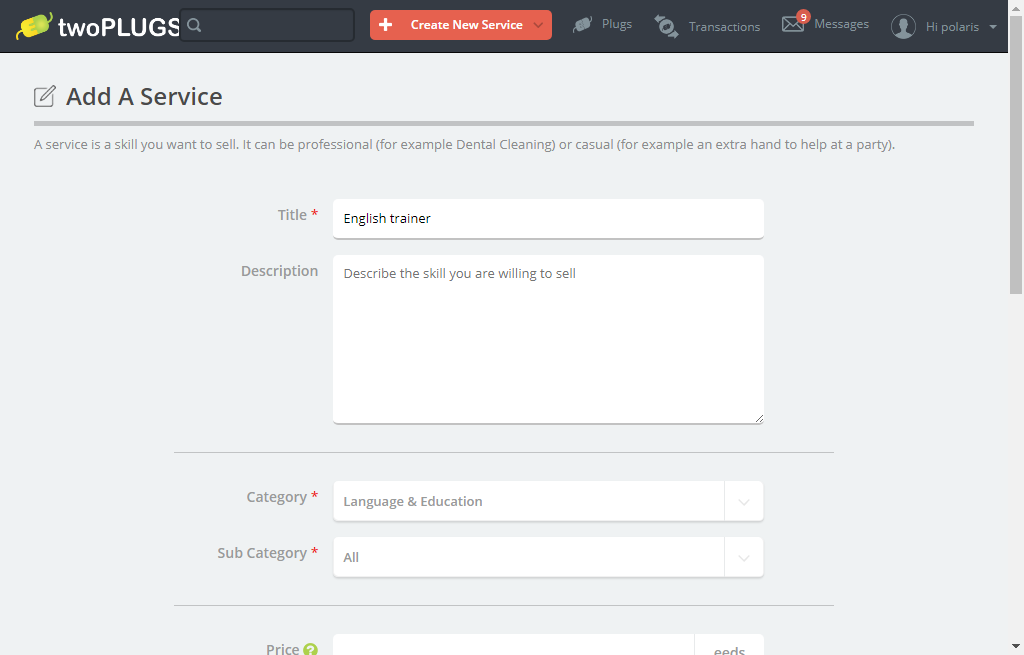 twoPLUGS
Create New Service
Plugs
Transactions
9
Messages
Hi polaris
Add A Service
A service is a skill you want to sell. It can be professional (for example Dental Cleaning) or casual (for example an extra hand to help at a party).
Title *
English trainer
Description
Describe the skill you are willing to sell
Category *
Language & Education
Sub Category *
All
Price ?
eeds